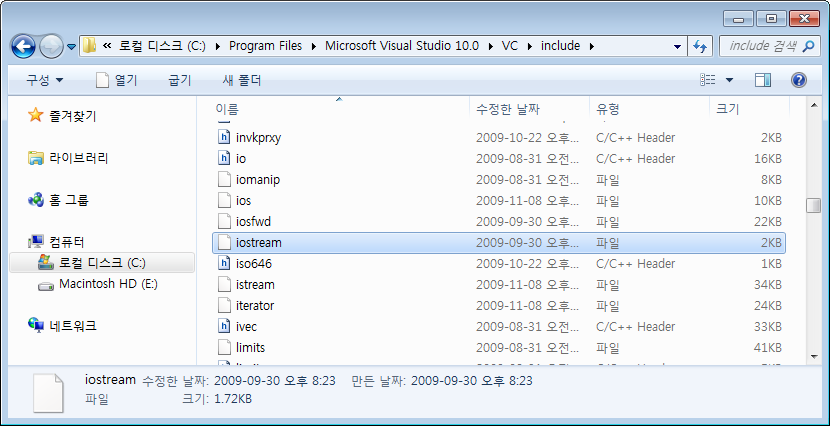 « 로컬 디스크 (C:) ▸ Program Files ▸ Microsoft Visual Studio 10.0 ▸ VC ▸ include ▸ include 검색
구성 열기 굽기 새 폴더
이름 수정한 날짜 유형 크기
즐겨찾기
라이브러리
홈 그룹
컴퓨터
로컬 디스크 (C:)
Macintosh HD (E:)
네트워크
invkprxy 2009-10-22 오후... C/C++ Header 2KB
io 2009-08-31 오전... C/C++ Header 16KB
iomanip 2009-08-31 오전... 파일 8KB
ios 2009-11-08 오후... 파일 10KB
iosfwd 2009-09-30 오후... 파일 22KB
iostream 2009-09-30 오후... 파일 2KB
iso646 2009-10-22 오후... C/C++ Header 1KB
istream 2009-11-08 오후... 파일 34KB
iterator 2009-11-08 오후... 파일 24KB
ivec 2009-08-31 오전... C/C++ Header 33KB
limits 2009-08-31 오전... 파일 41KB
iostream 수정한 날짜: 2009-09-30 오후 8:23 만든 날짜: 2009-09-30 오후 8:23
파일 크기: 1.72KB